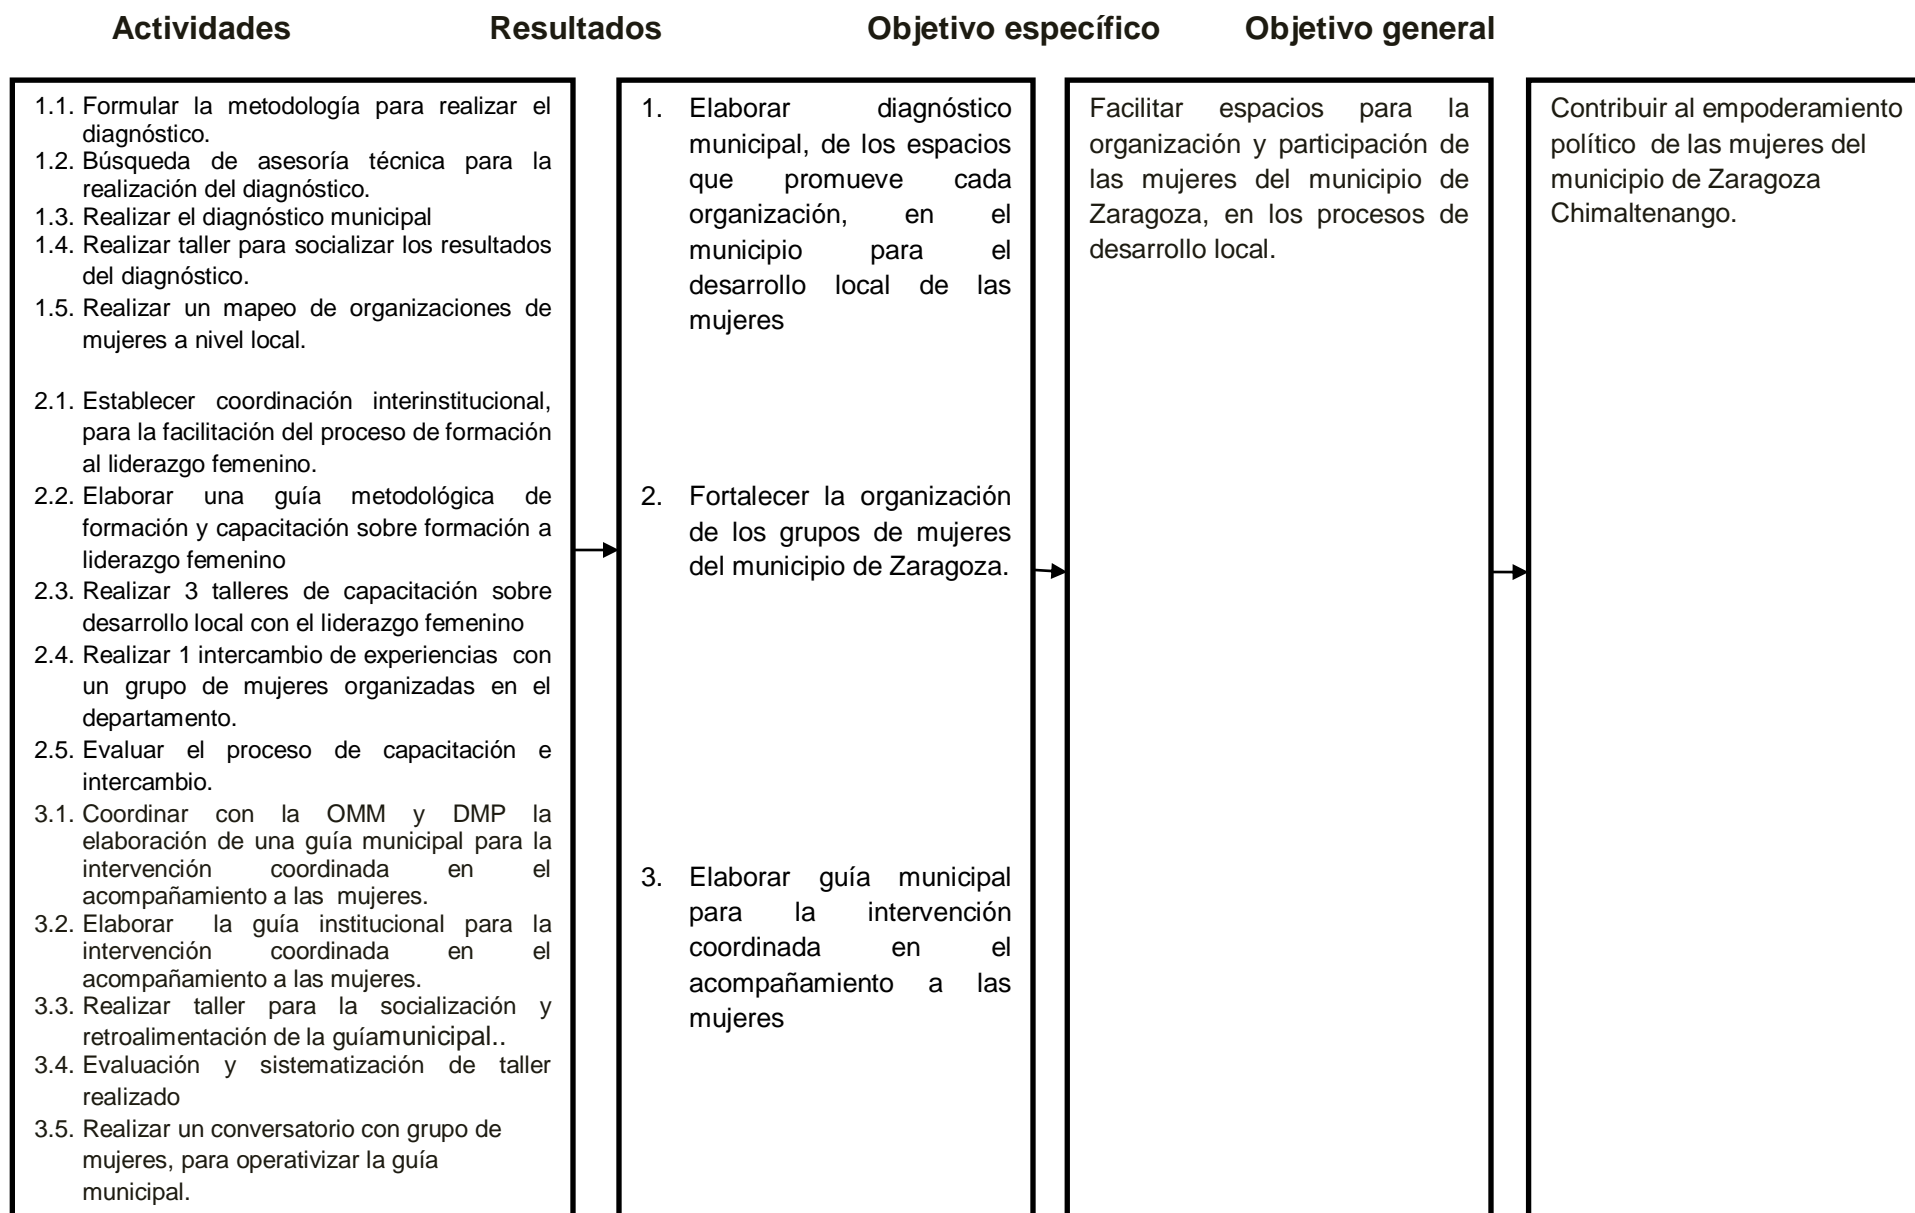 Actividades Resultados Objetivo específico Objetivo general
1.1. Formular la metodología para realizar el
diagnóstico.
1.2. Búsqueda de asesoría técnica para la
realización del diagnóstico.
1.3. Realizar el diagnóstico municipal
1.4. Realizar taller para socializar los resultados
del diagnóstico.
1.5. Realizar un mapeo de organizaciones de
mujeres a nivel local.
2.1. Establecer coordinación interinstitucional,
para la facilitación del proceso de formación
al liderazgo femenino.
2.2. Elaborar una guía metodológica de
formación y capacitación sobre formación a
liderazgo femenino
2.3. Realizar 3 talleres de capacitación sobre
desarrollo local con el liderazgo femenino
2.4. Realizar 1 intercambio de experiencias con
un grupo de mujeres organizadas en el
departamento.
2.5. Evaluar el proceso de capacitación e
intercambio.
3.1. Coordinar con la OMM y DMP la
elaboración de una guía municipal para la
intervención coordinada en el
acompañamiento a las mujeres.
3.2. Elaborar la guía institucional para la
intervención coordinada en el
acompañamiento a las mujeres.
3.3. Realizar taller para la socialización y
retroalimentación de la guíamunicipal..
3.4. Evaluación y sistematización de taller
realizado
3.5. Realizar un conversatorio con grupo de
mujeres, para operativizar la guía
municipal.
1. Elaborar diagnóstico
municipal, de los espacios
que promueve cada
organización, en el
municipio para el
desarrollo local de las
mujeres
2. Fortalecer la organización
de los grupos de mujeres
del municipio de Zaragoza.
3. Elaborar guía municipal
para la intervención
coordinada en el
acompañamiento a las
mujeres
Facilitar espacios para la
organización y participación de
las mujeres del municipio de
Zaragoza, en los procesos de
desarrollo local.
Contribuir al empoderamiento
político de las mujeres del
municipio de Zaragoza
Chimaltenango.